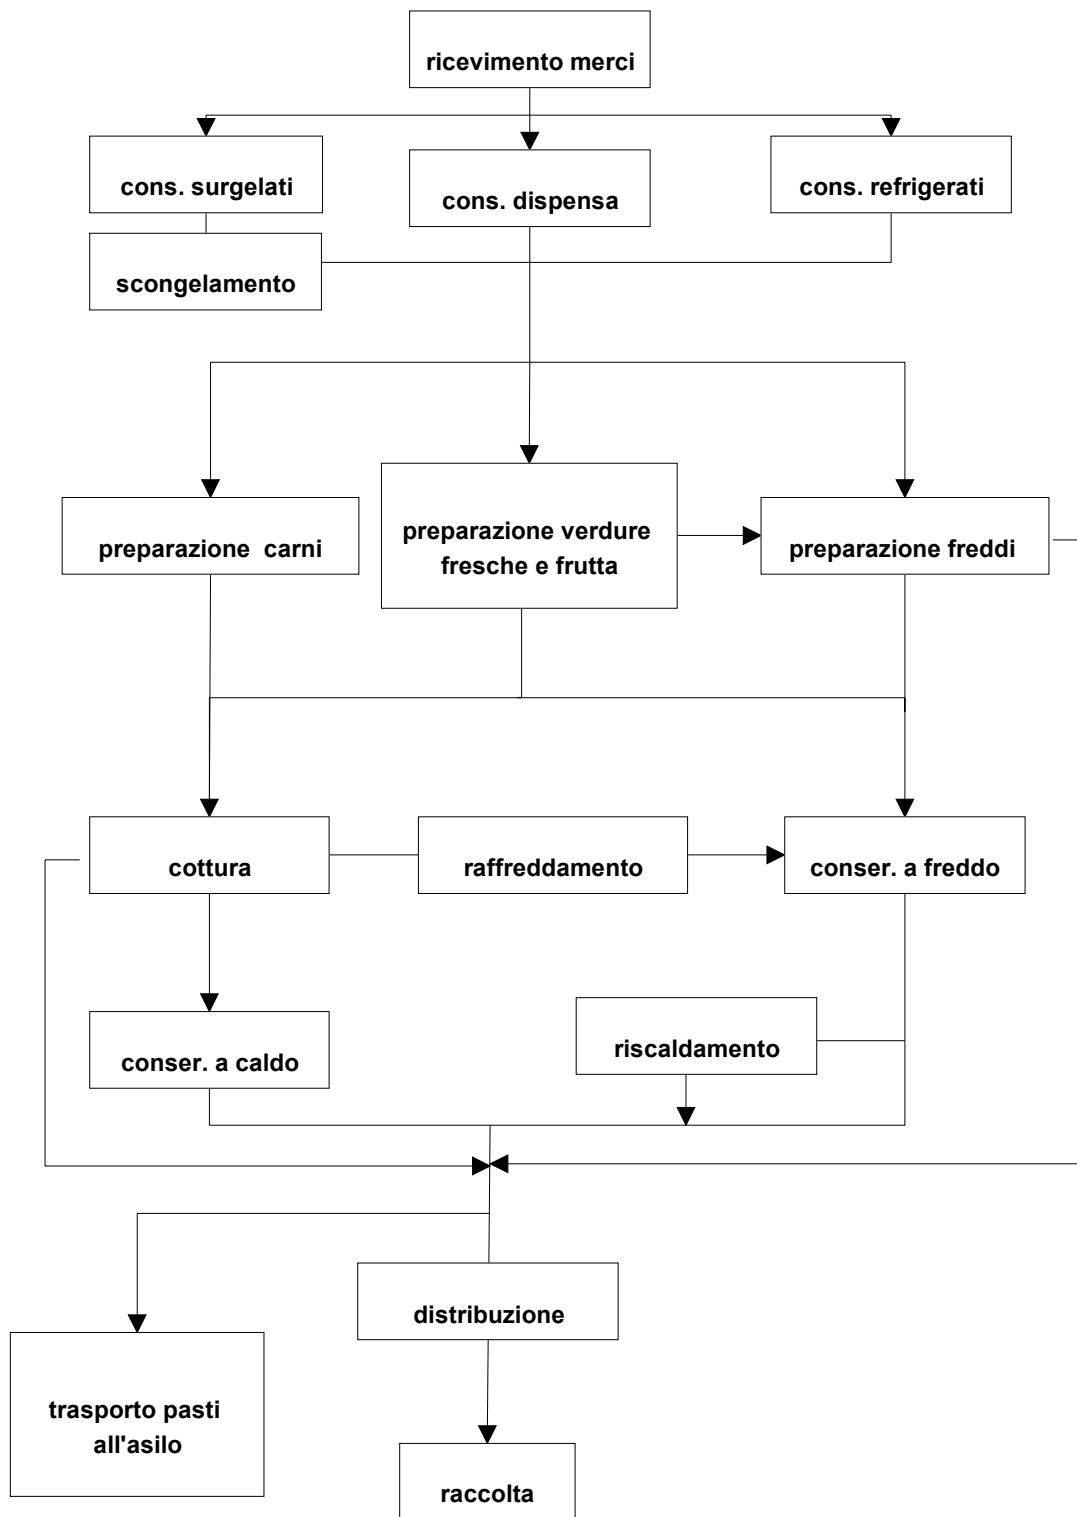 ricevimento merci
cons. surgelati
cons. dispensa
cons. refrigerati
scongelamento
preparazione  carni
preparazione verdure
fresche e frutta
preparazione freddi
cottura
raffreddamento
conser. a freddo
conser. a caldo
riscaldamento
distribuzione
trasporto pasti
all'asilo
raccolta